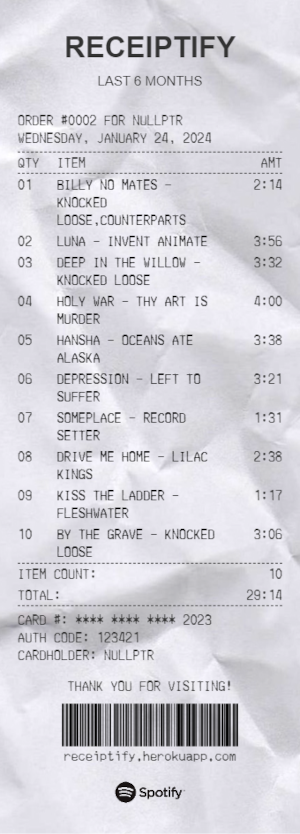 RECEIPTIFY
LAST 6 MONTHS
ORDER #0002 FOR NULLPTR
WEDNESDAY, JANUARY 24, 2024
QTY ITEM AMT
01 BILLY NO MATES - 2:14
KNOCKED
LOOSE,COUNTERPARTS
02 LUNA - INVENT ANIMATE 3:56
03 DEEP IN THE WILLOW - 3:32
KNOCKED LOOSE
04 HOLY WAR - THY ART IS 4:00
MURDER
05 HANSHA - OCEANS ATE 3:38
ALASKA
06 DEPRESSION - LEFT TO 3:21
SUFFER
07 SOMEPLACE - RECORD 1:31
SETTER
08 DRIVE ME HOME - LILAC 2:38
KINGS
09 KISS THE LADDER - 1:17
FLESHWATER
10 BY THE GRAVE - KNOCKED 3:06
LOOSE
ITEM COUNT: 10
TOTAL: 29:14
CARD #: **** **** **** 2023
AUTH CODE: 123421
CARDHOLDER: NULLPTR
THANK YOU FOR VISITING!
receiptify.herokuapp.com
Spotify